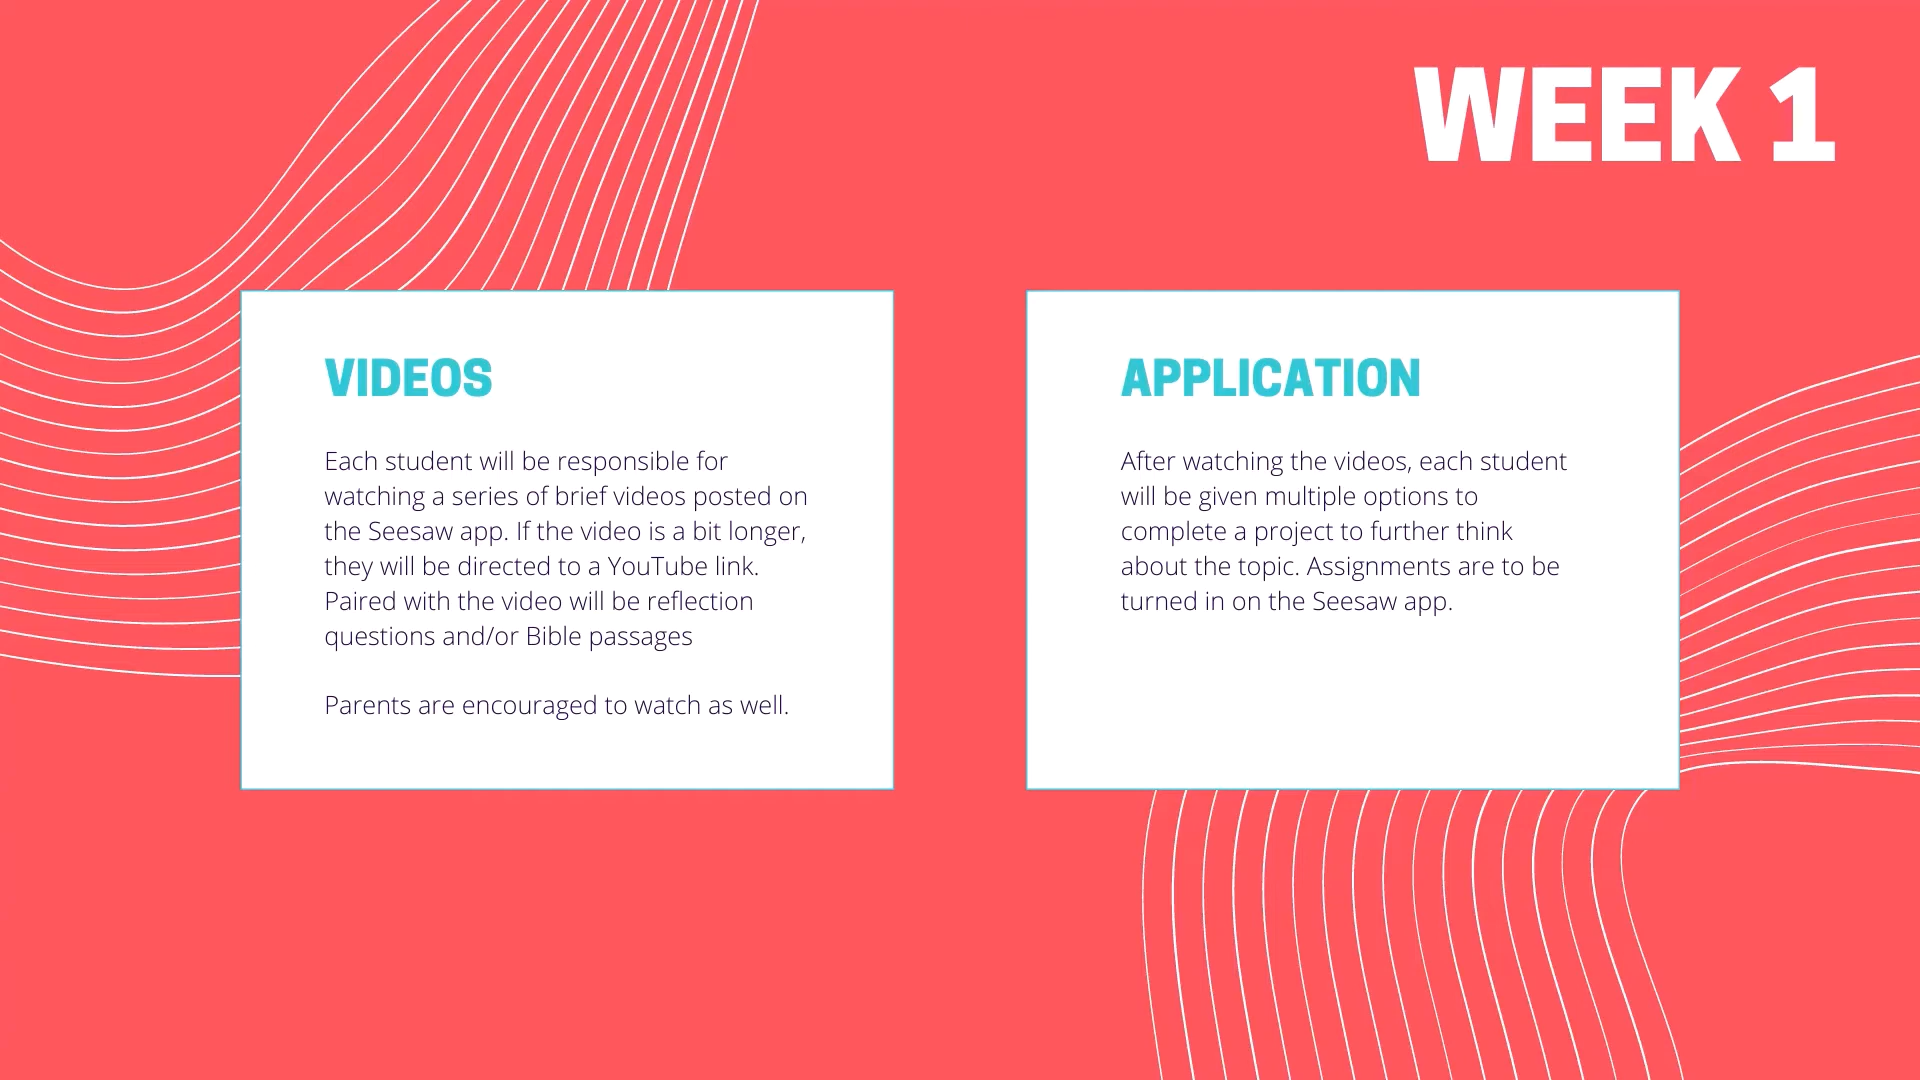 WEEK 1
VIDEOS
Each student will be responsible for
watching a series of brief videos posted on
the Seesaw app. If the video is a bit longer,
they will be directed to a YouTube link.
Paired with the video will be reflection
questions and/or Bible passages
Parents are encouraged to watch as well.
APPLICATION
After watching the videos, each student
will be given multiple options to
complete a project to further think
about the topic. Assignments are to be
turned in on the Seesaw app.